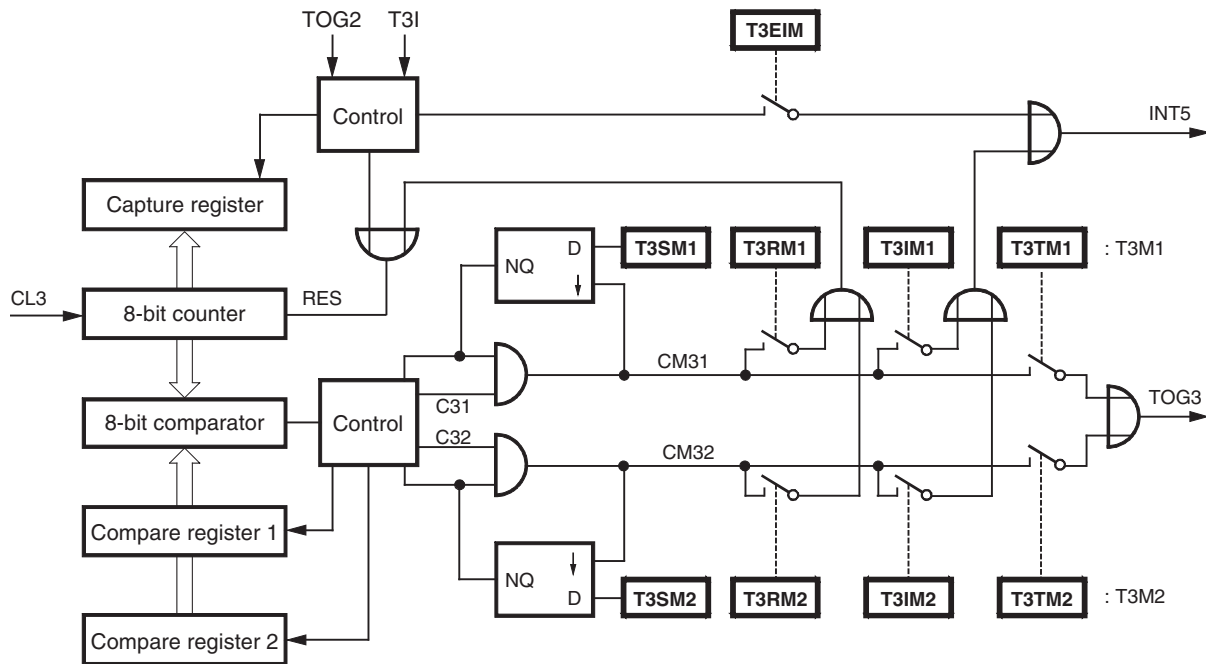 TOG2 T3I
T3EIM
Control
INT5
Capture register
D
T3SM1
T3RM1
T3IM1
T3TM1
: T3M1
NQ
CL3
8-bit counter
RES
CM31
C31
TOG3
8-bit comparator
Control
C32
CM32
Compare register 1
NQ
D
T3SM2
T3RM2
T3IM2
T3TM2
: T3M2
Compare register 2